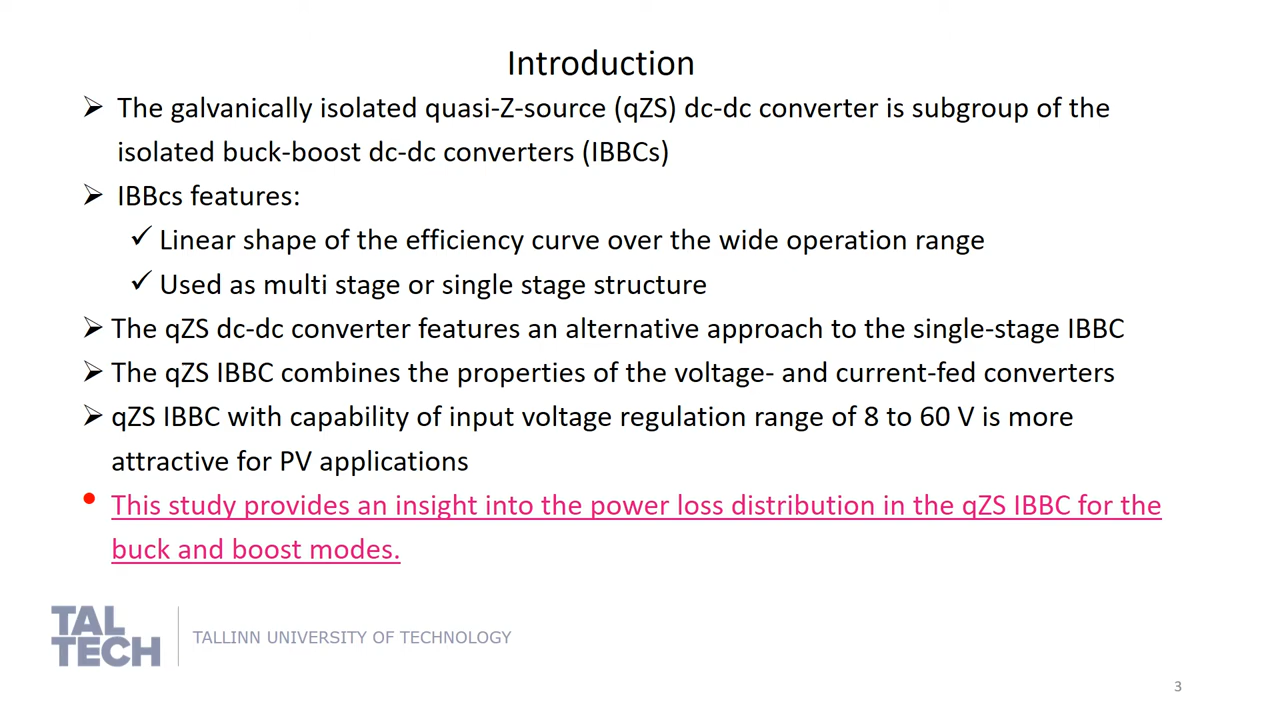 Introduction
➢ The galvanically isolated quasi-Z-source (qZS) dc-dc converter is subgroup of the
isolated buck-boost dc-dc converters (IBBCs)
➢ IBBcs features:
✓ Linear shape of the efficiency curve over the wide operation range
✓ Used as multi stage or single stage structure
➢ The qZS dc-dc converter features an alternative approach to the single-stage IBBC
➢ The qZS IBBC combines the properties of the voltage- and current-fed converters
➢ qZS IBBC with capability of input voltage regulation range of 8 to 60 V is more
attractive for PV applications
• This study provides an insight into the power loss distribution in the qZS IBBC for the
buck and boost modes.
TAL
TECH
TALLINN UNIVERSITY OF TECHNOLOGY
3